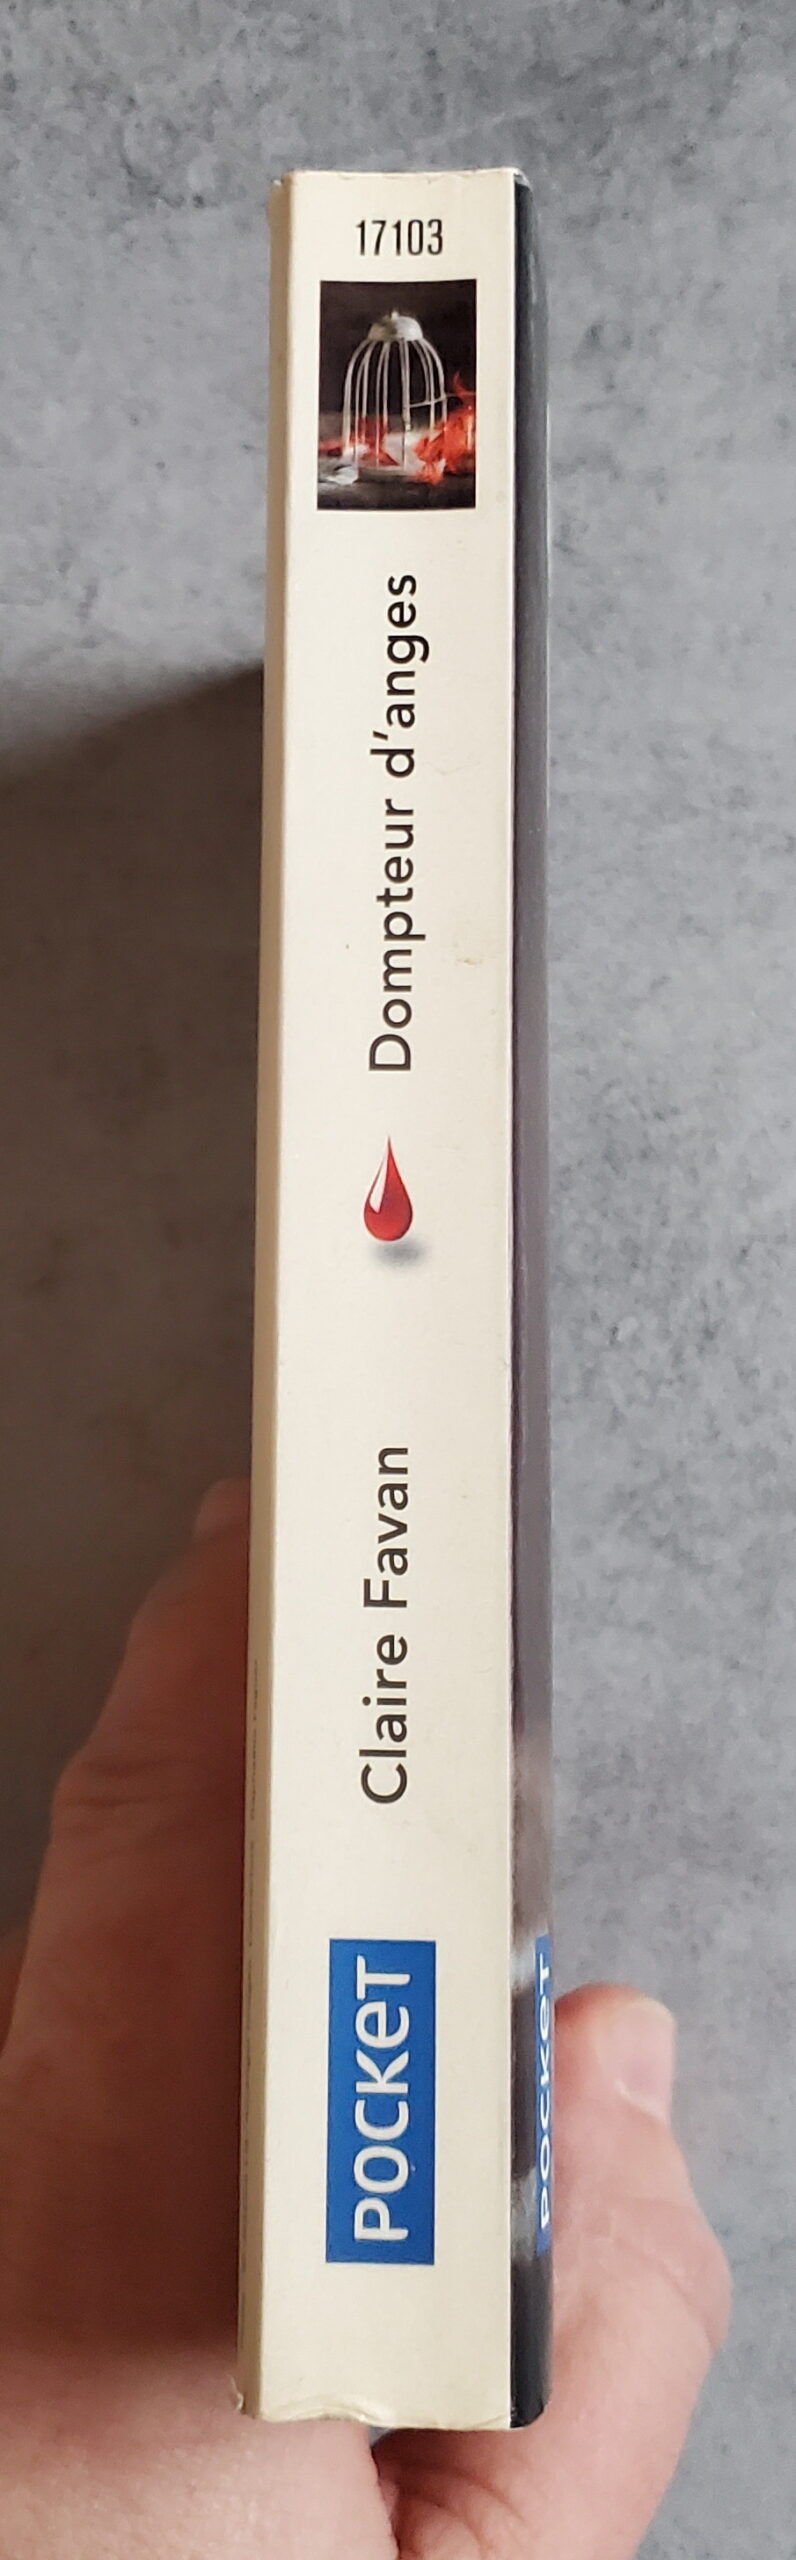 17103
Dompteur d'anges
Claire Favan
POCKET
POCKET